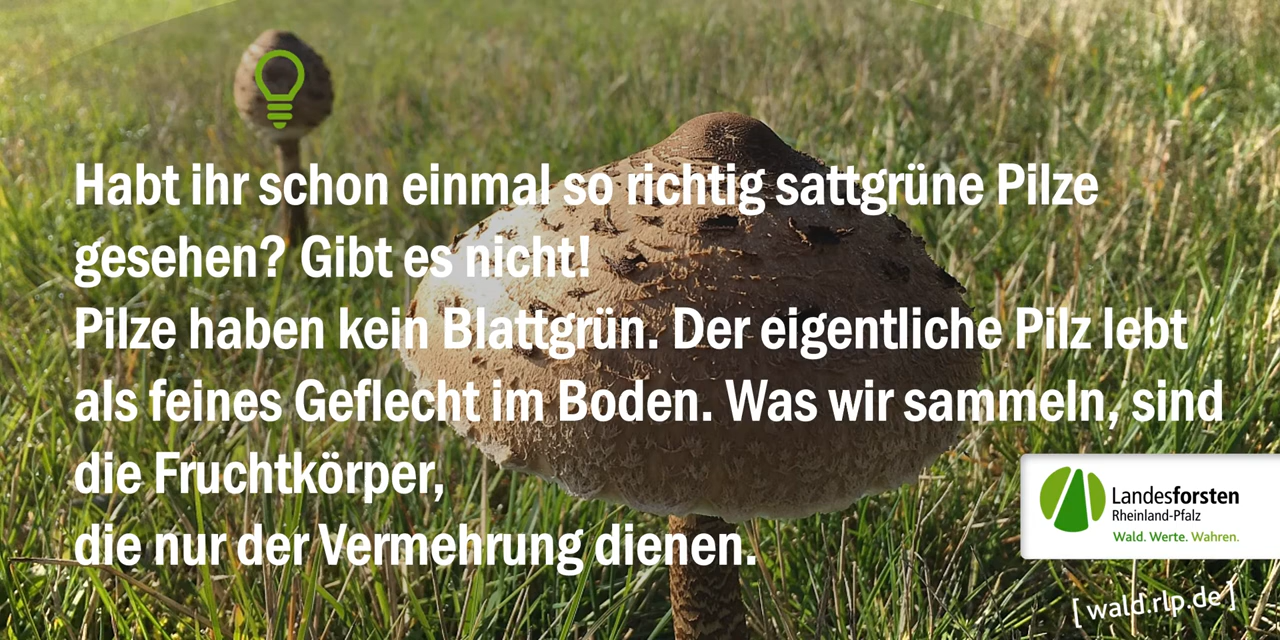 Habt ihr schon einmal so richtig sattgrüne Pilze
gesehen? Gibt es nicht!
Pilze haben kein Blattgrün. Der eigentliche Pilz lebt
als feines Geflecht im Boden. Was wir sammeln, sind
die Fruchtkörper,
die nur der Vermehrung dienen.
Landesforsten
Rheinland-Pfalz
Wald. Werte. Wahren.
[ wald.rlp.de ]